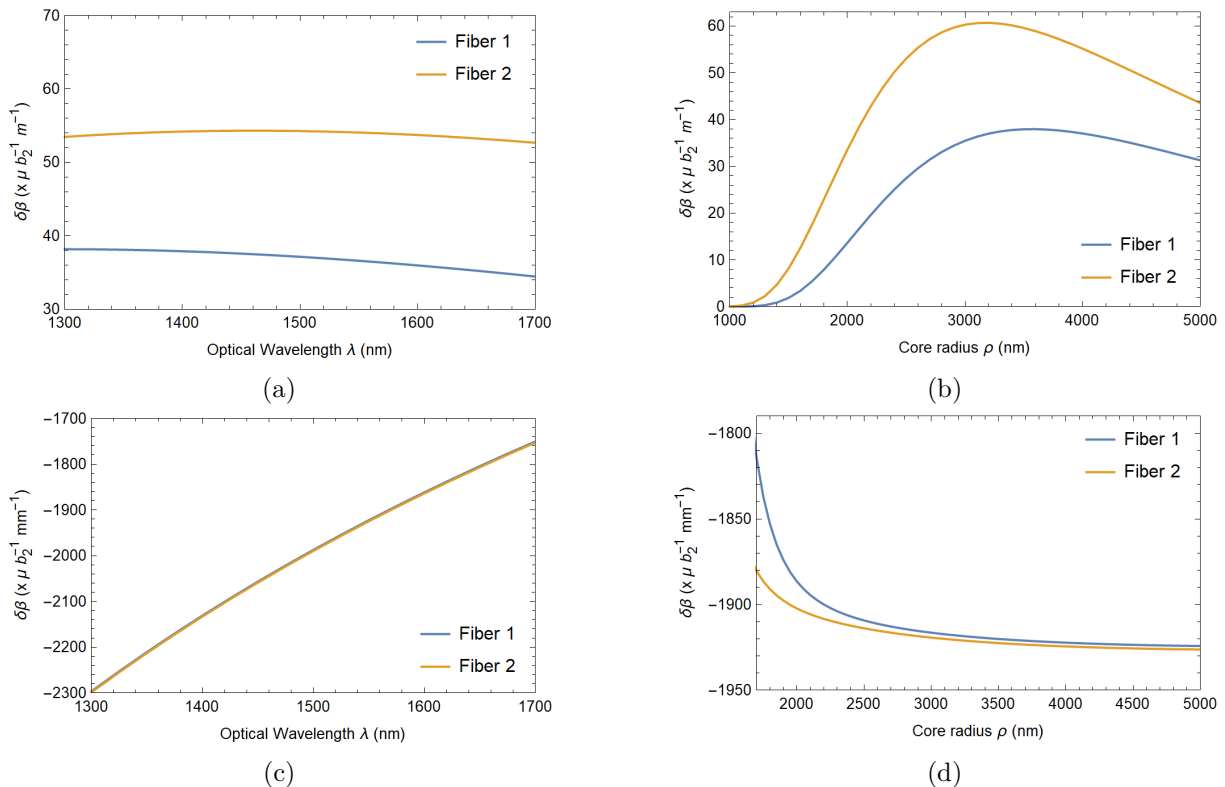 70
60
50
40
30
1300
1400
1500
1600
1700
δβ (x μ b₂⁻¹ m⁻¹)
Optical Wavelength λ (nm)
Fiber 1
Fiber 2
(a)
60
50
40
30
20
10
0
1000
2000
3000
4000
5000
δβ (x μ b₂⁻¹ m⁻¹)
Core radius ρ (nm)
Fiber 1
Fiber 2
(b)
−1700
−1800
−1900
−2000
−2100
−2200
−2300
1300
1400
1500
1600
1700
δβ (x μ b₂⁻¹ mm⁻¹)
Optical Wavelength λ (nm)
Fiber 1
Fiber 2
(c)
−1800
−1850
−1900
−1950
2000
2500
3000
3500
4000
4500
5000
δβ (x μ b₂⁻¹ mm⁻¹)
Core radius ρ (nm)
Fiber 1
Fiber 2
(d)